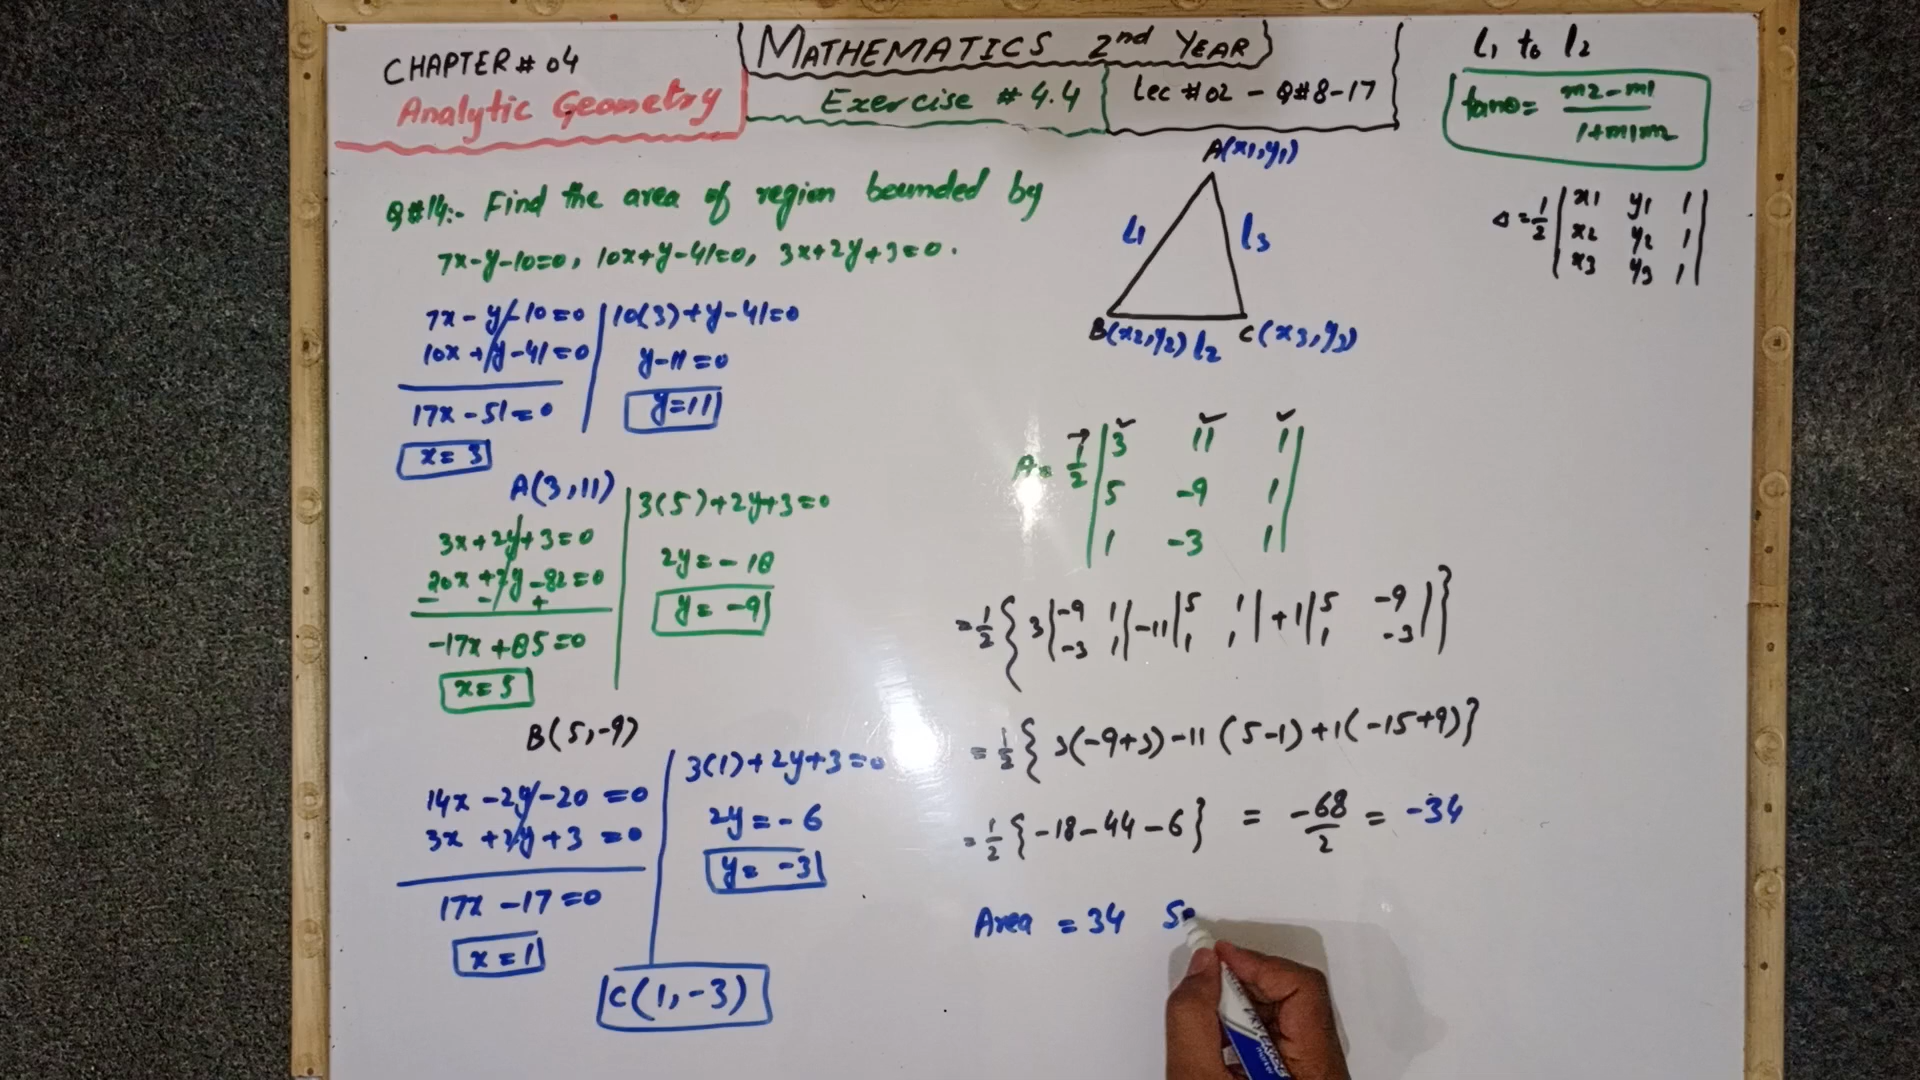 CHAPTER # 04
Analytic Geometry
MATHEMATICS 2nd YEAR
Exercise # 4.4
Lec # 02 - Q#8-17
l1 to l2
tanθ = m2-m1 / 1+m1m2
Q#14:- Find the area of region bounded by
7x-y-10=0, 10x+y-41=0, 3x+2y+3=0.
A(x1,y1)
l1 l3
B(x2,y2) l2 C(x3,y3)
Δ=1/2 | x1 y1 1 |
| x2 y2 1 |
| x3 y3 1 |
7x-y-10=0
10x+y-41=0
17x-51=0
x=3
10(3)+y-41=0
y-11=0
y=11
A(3,11)
3x+2y+3=0
20x+2y-82=0
- - +
-17x+85=0
x=5
3(5)+2y+3=0
2y=-18
y=-9
B(5,-9)
14x-2y-20=0
3x+2y+3=0
17x-17=0
x=1
3(1)+2y+3=0
2y=-6
y=-3
C(1,-3)
A= 1/2 | 3 11 1 |
| 5 -9 1 |
| 1 -3 1 |
=1/2 { 3 | -9 1 | -11 | 5 1 | +1 | 5 -9 | }
| -3 1 | | 1 1 | | 1 -3 |
=1/2 { 3(-9+3)-11(5-1)+1(-15+9)}
=1/2 {-18-44-6} = -68/2 = -34
Area = 34 Sq